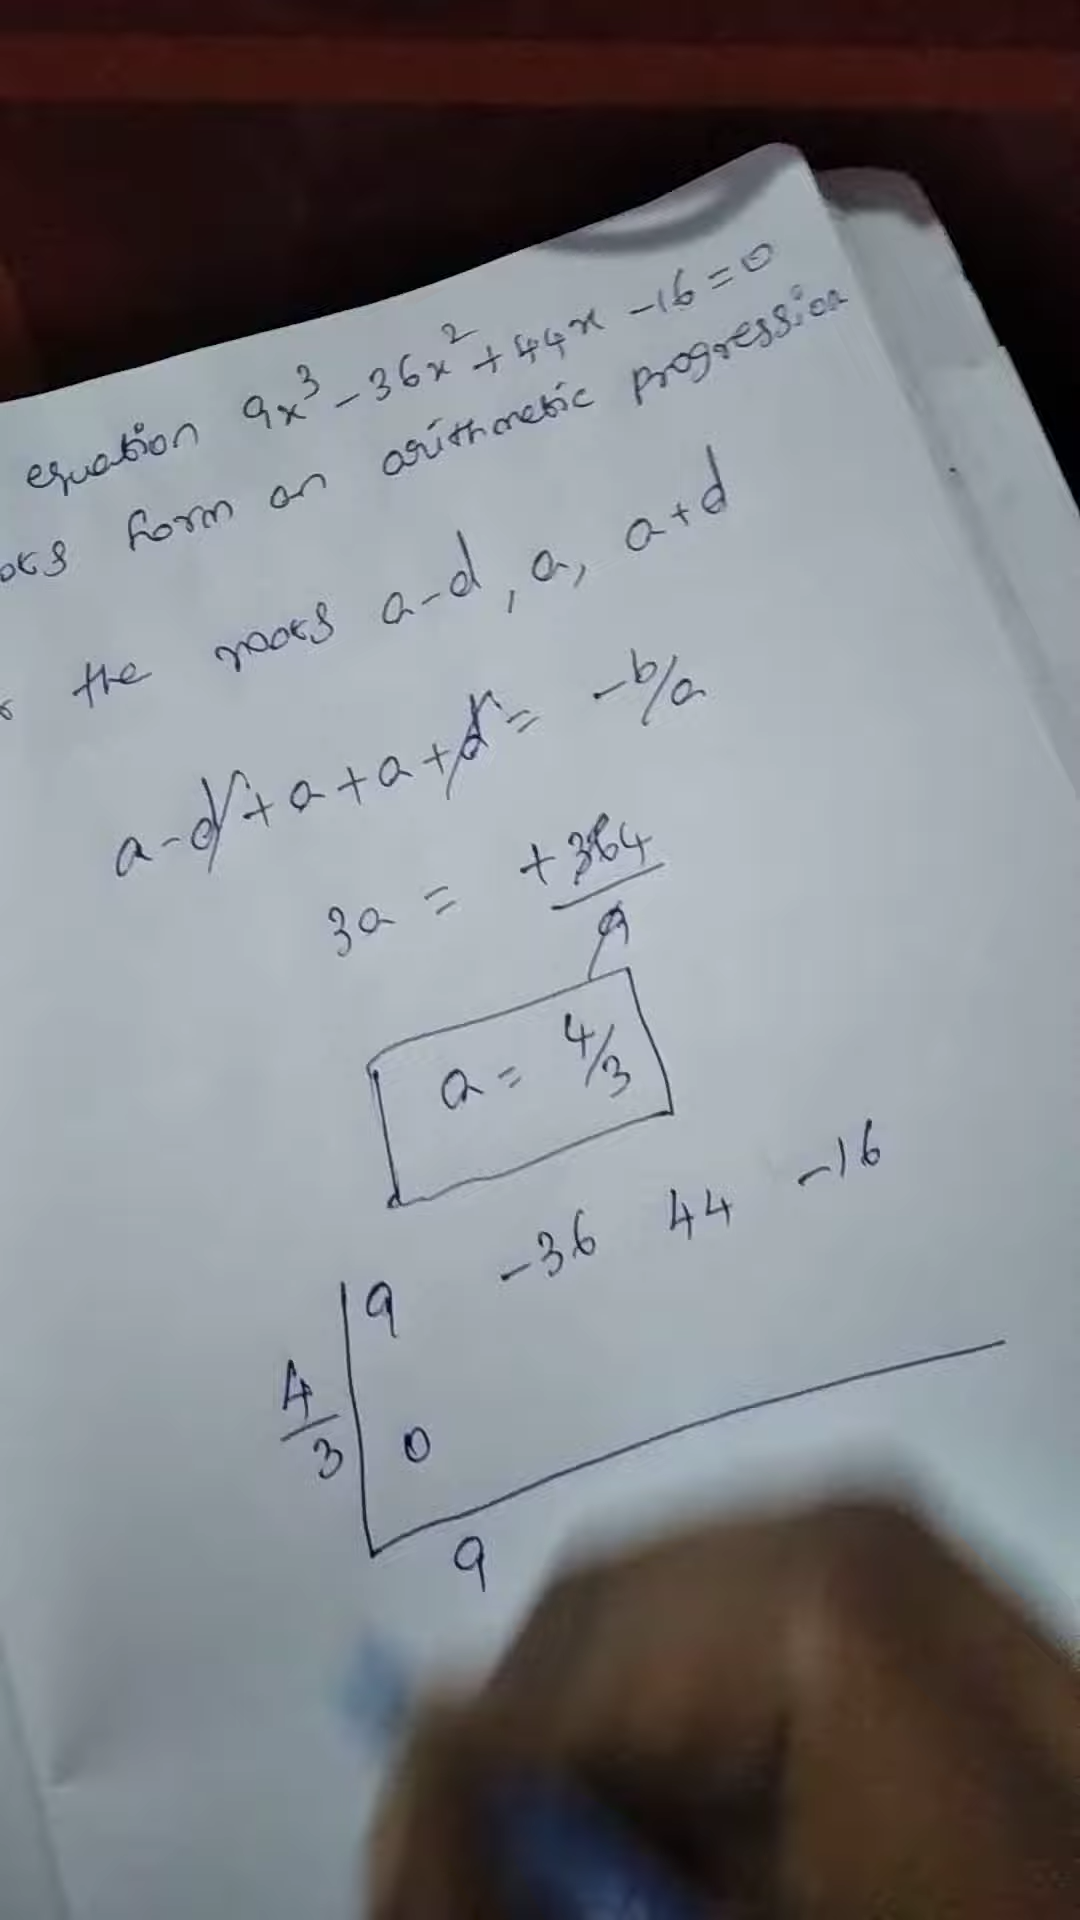 equation 9x³ - 36x² + 44x - 16 = 0
form an arithmetic progression
the roots a-d, a, a+d
a-d+a+a+d = -b/a
3a = +36 4 / 9
a = 4/3
9 -36 44 -16
4/3 0
9